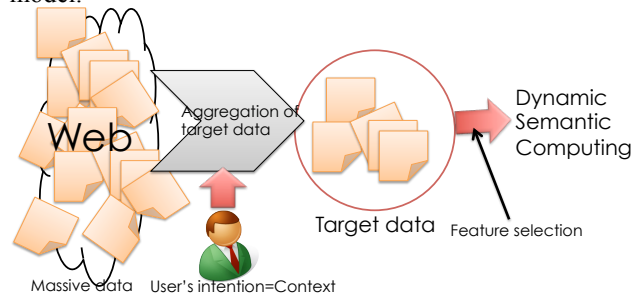 model.
Web
Aggregation of
target data
Dynamic
Semantic
Computing
Target data
Feature selection
Massive data
User's intention=Context